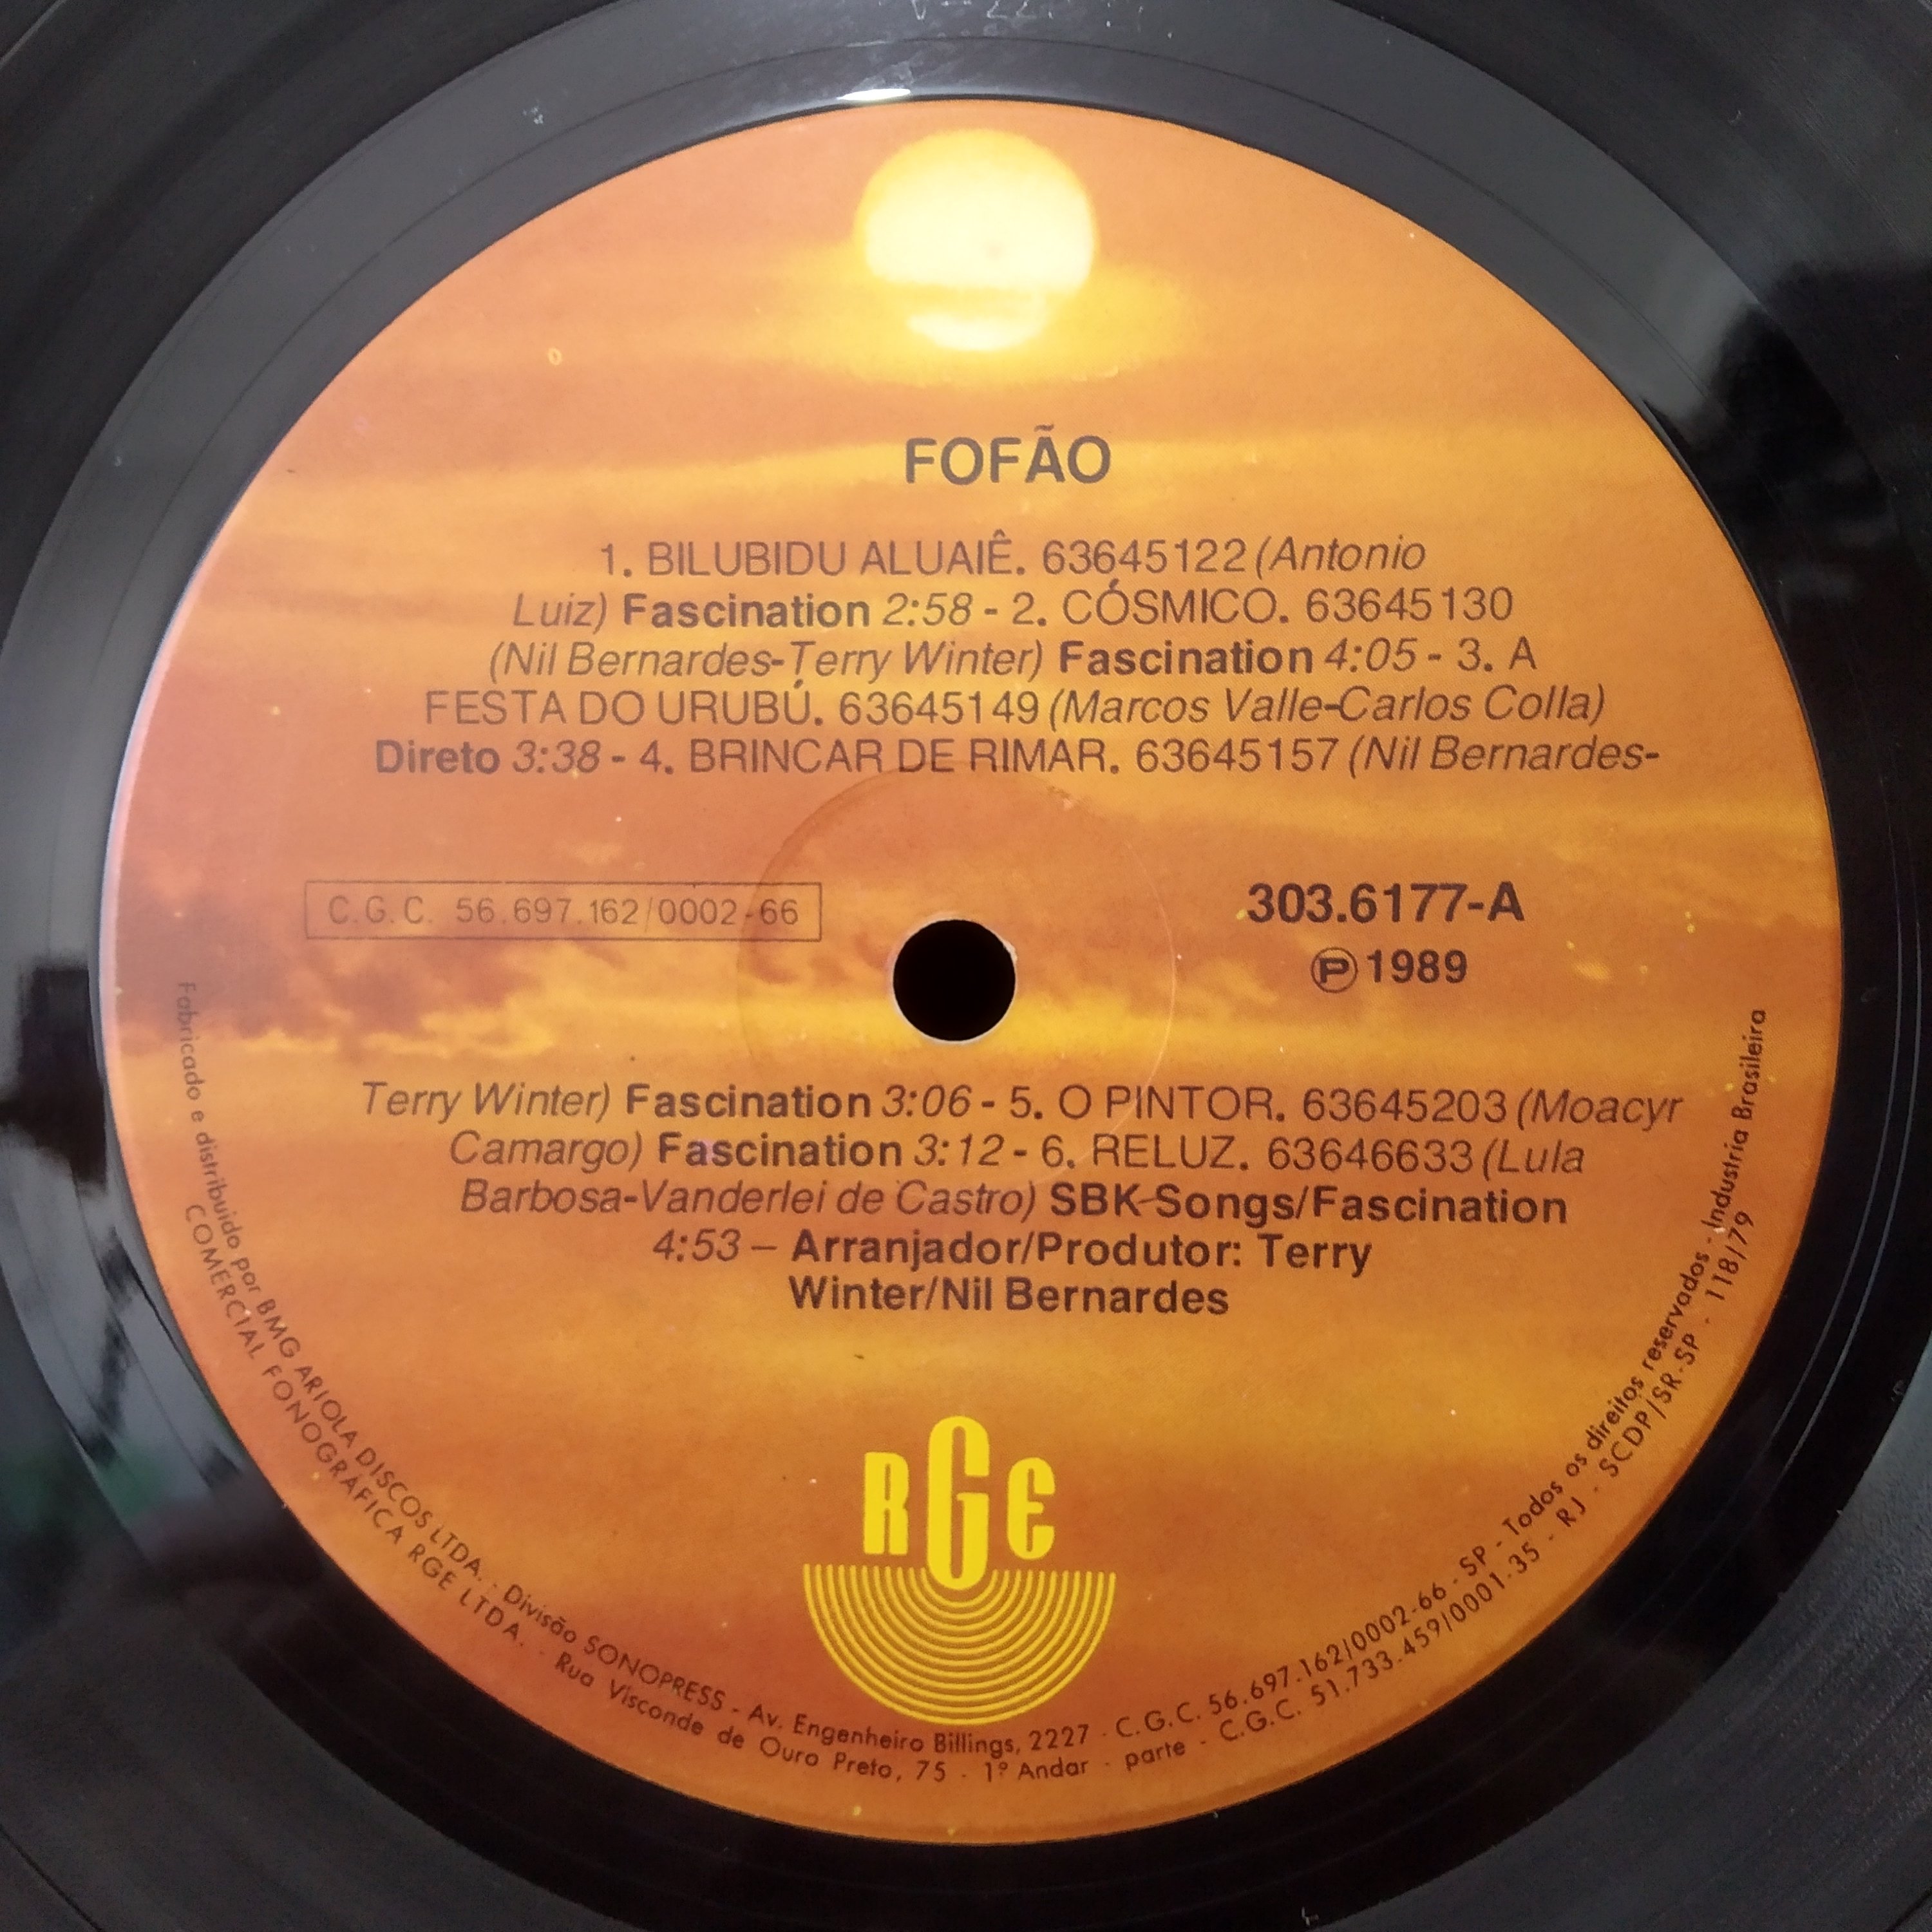 FOFÃO
1. BILUBIDU ALUAIÊ. 63645122 (Antonio
Luiz) Fascination 2:58 - 2. CÓSMICO. 63645130
(Nil Bernardes-Terry Winter) Fascination 4:05 - 3. A
FESTA DO URUBÚ. 63645149 (Marcos Valle-Carlos Colla)
Direto 3:38 - 4. BRINCAR DE RIMAR. 63645157 (Nil Bernardes-
C.G.C. 56.697.162/0002-66
303.6177-A
Ⓟ 1989
Terry Winter) Fascination 3:06 - 5. O PINTOR. 63645203 (Moacyr
Camargo) Fascination 3:12 - 6. RELUZ. 63646633 (Lula
Barbosa-Vanderlei de Castro) SBK-Songs/Fascination
4:53 – Arranjador/Produtor: Terry
Winter/Nil Bernardes
RGE
Fabricado e distribuido por BMG ARIOLA DISCOS LTDA. - Divisão SONOPRESS - Av. Engenheiro Billings, 2227 - C.G.C. 56.697.162/0002-66 - SP - Todos os direitos reservados - Industria Brasileira
COMERCIAL FONOGRÁFICA RGE LTDA. - Rua Visconde de Ouro Preto, 75 - 1º Andar - parte - C.G.C. 51.733.459/0001-35 - RJ - SCDP/SR-SP - 118/79